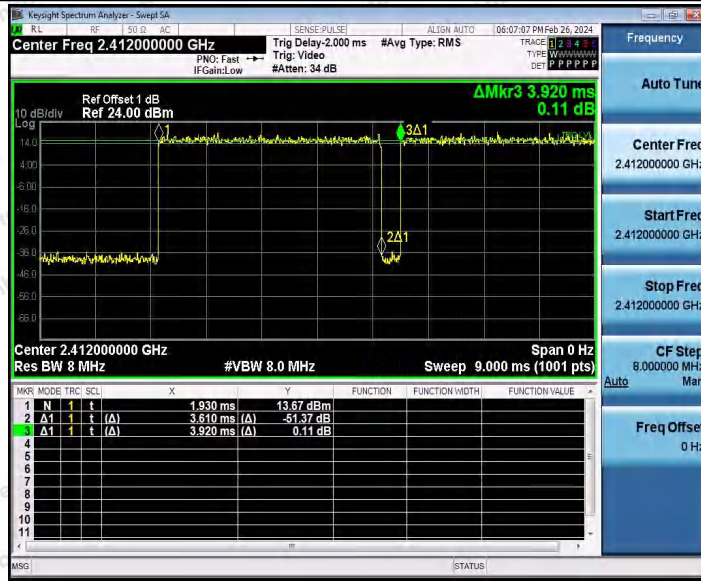 Keysight Spectrum Analyzer - Swept SA
RL RF 50 Ω AC SENSE:PULSE ALIGN AUTO 06:07:07 PM Feb 26, 2024
Center Freq 2.412000000 GHz
PNO: Fast
IFGain:Low
Trig Delay-2.000 ms
Trig: Video
#Atten: 34 dB
#Avg Type: RMS
TRACE 1 2 3 4 5 6
TYPE WWWWWW
DET P P P P P P
ΔMkr3 3.920 ms
0.11 dB
Ref Offset 1 dB
10 dB/div Ref 24.00 dBm
Log
14.0
4.00
-6.00
-16.0
-26.0
-36.0
-46.0
-56.0
-66.0
1
3Δ1
2Δ1
Center 2.412000000 GHz Span 0 Hz
Res BW 8 MHz #VBW 8.0 MHz Sweep 9.000 ms (1001 pts)
MKR MODE TRC SCL X Y FUNCTION FUNCTION WIDTH FUNCTION VALUE
1 N 1 t 1.930 ms 13.67 dBm
2 Δ1 1 t (Δ) 3.610 ms (Δ) -51.37 dB
3 Δ1 1 t (Δ) 3.920 ms (Δ) 0.11 dB
4
5
6
7
8
9
10
11
MSG STATUS
Frequency
Auto Tune
Center Freq
2.412000000 GHz
Start Freq
2.412000000 GHz
Stop Freq
2.412000000 GHz
CF Step
8.000000 MHz
Auto Man
Freq Offset
0 Hz